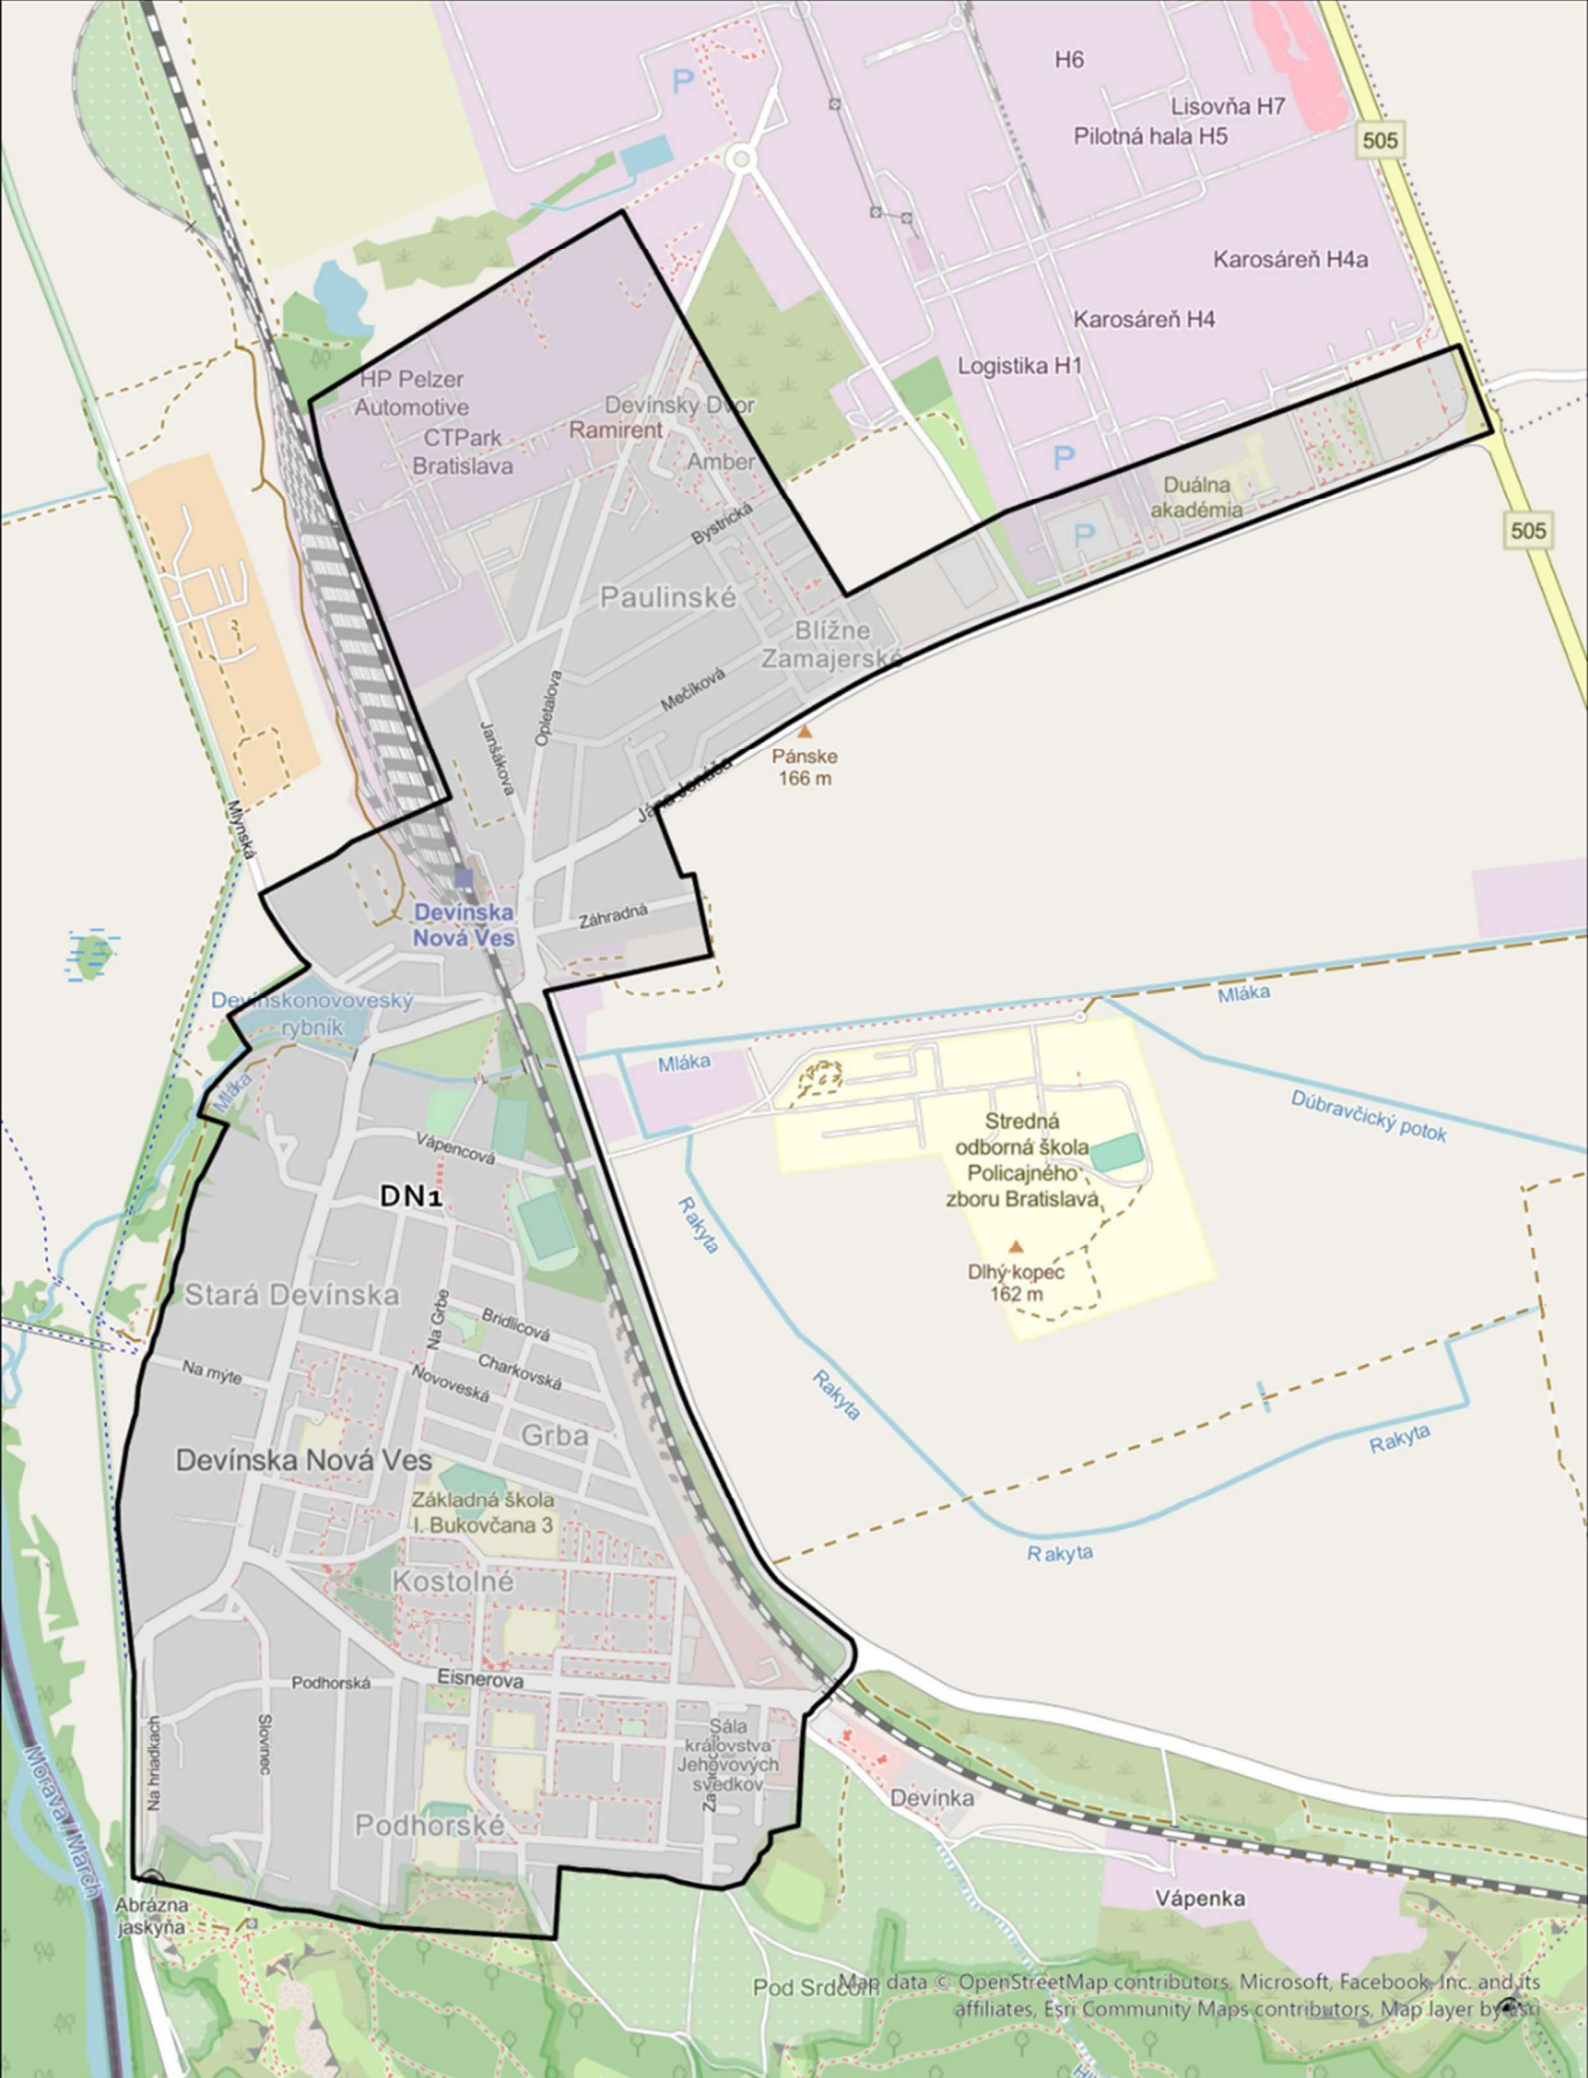 H6
P
Lisovňa H7
Pilotná hala H5
505
Karosáreň H4a
Karosáreň H4
Logistika H1
HP Pelzer
Automotive
CTPark
Bratislava
Devínsky Dvor
Ramirent
Amber
P
Duálna
akadémia
P
505
Bystrická
Paulinské
Blížne
Zamajerské
Mečíková
Opletalova
Janšákova
Jána Jonáša
Pánske
166 m
Mlynská
Devínska
Nová Ves
Záhradná
Devínskonovoveský
rybník
Mláka
Mláka
Mláka
Dúbravčický potok
Stredná
odborná škola
Policajného
zboru Bratislava
Vápencová
DN1
Rakyta
Dlhý kopec
162 m
Stará Devínska
Na Grbe
Bridlicová
Charkovská
Na mýte
Novoveská
Grba
Rakyta
Rakyta
Devínska Nová Ves
Základná škola
I. Bukovčana 3
Rakyta
Kostolné
Eisnerova
Podhorská
Slovinec
Na hriadkach
Sála
kráľovstva
Jehovových
svedkov
Devínka
Podhorské
Morava / March
Abrázna
jaskyňa
Vápenka
Pod Srdcom
Map data © OpenStreetMap contributors, Microsoft, Facebook, Inc. and its
affiliates, Esri Community Maps contributors, Map layer by Esri